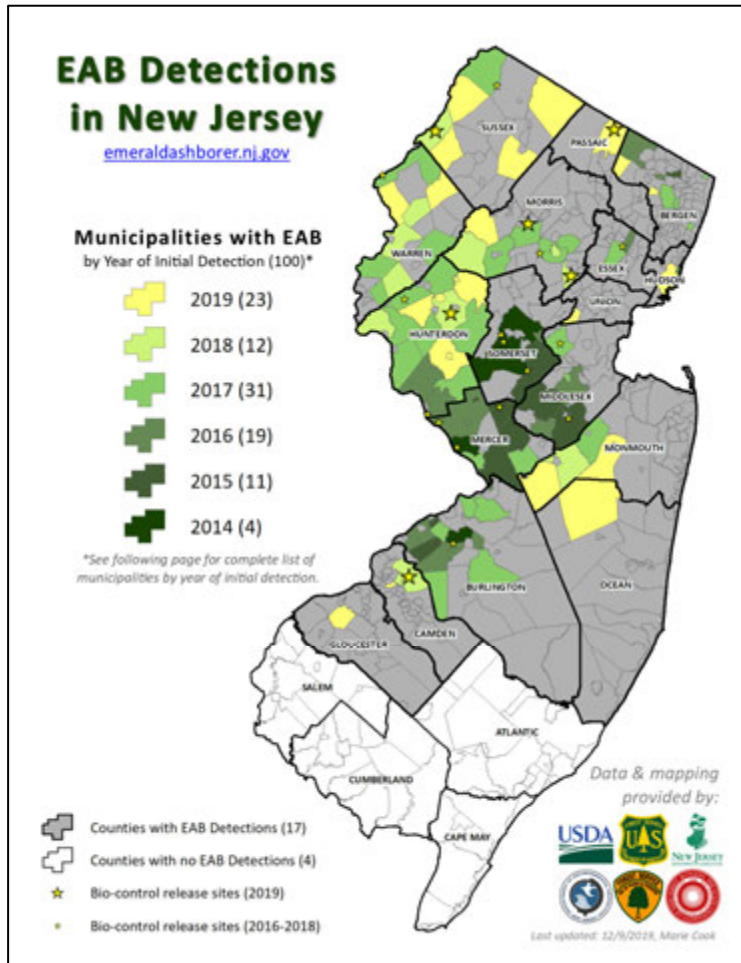 EAB Detections
in New Jersey
emeraldashborer.nj.gov
Municipalities with EAB
by Year of Initial Detection (100)*
2019 (23)
2018 (12)
2017 (31)
2016 (19)
2015 (11)
2014 (4)
*See following page for complete list of
municipalities by year of initial detection.
SUSSEX
PASSAIC
BERGEN
MORRIS
WARREN
ESSEX
HUDSON
UNION
HUNTERDON
SOMERSET
MIDDLESEX
MERCER
MONMOUTH
OCEAN
BURLINGTON
CAMDEN
GLOUCESTER
SALEM
ATLANTIC
CUMBERLAND
CAPE MAY
Counties with EAB Detections (17)
Counties with no EAB Detections (4)
Bio-control release sites (2019)
Bio-control release sites (2016-2018)
Data & mapping
provided by:
USDA
U S
NEW JERSEY
Last updated: 12/9/2019, Marie Cook